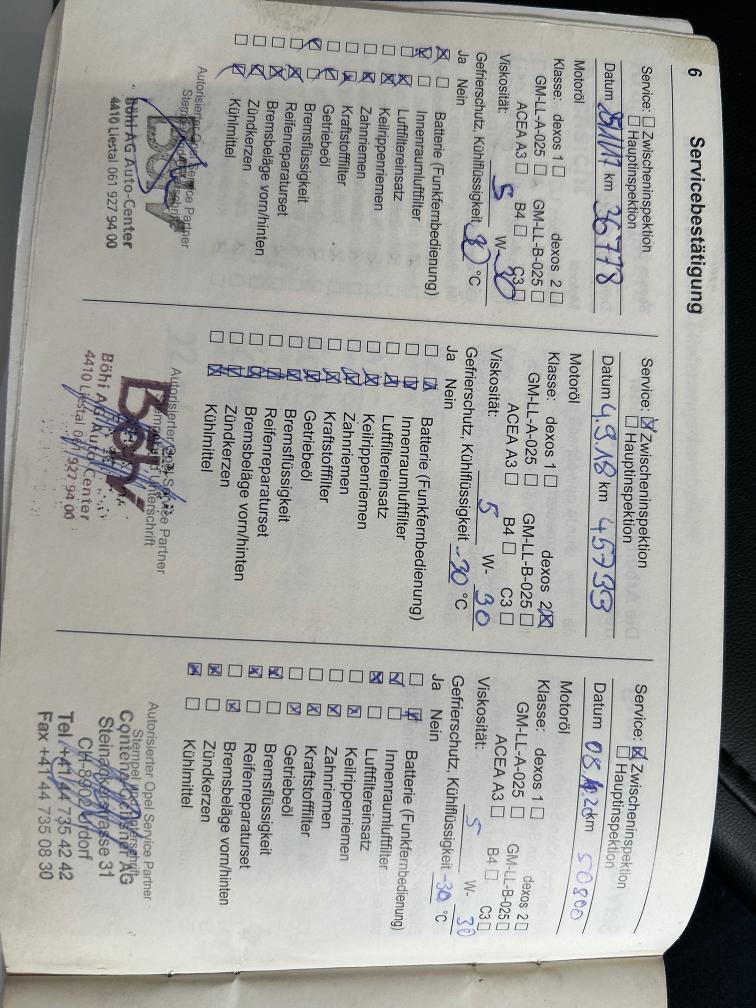 6 Servicebestätigung
Service: Zwischeninspektion
Hauptinspektion
Datum km 36778
Motoröl
Klasse: dexos 1 dexos 2
GM-LL-A-025 GM-LL-B-025
ACEA A3 B4 C3
Viskosität: 5 W- 30
Gefrierschutz, Kühlflüssigkeit 30 °C
Ja Nein
Batterie (Funkfernbedienung)
Innenraumluftfilter
Luftfiltereinsatz
Keilrippenriemen
Zahnriemen
Kraftstofffilter
Getriebeöl
Bremsflüssigkeit
Reifenreparaturset
Bremsbeläge vorn/hinten
Zündkerzen
Kühlmittel
Autorisierter Opel Service Partner
Böhi AG Auto-Center
4410 Liestal 061 927 94 00
Service: Zwischeninspektion
Hauptinspektion
Datum 4.9.18 km 45733
Motoröl
Klasse: dexos 1 dexos 2
GM-LL-A-025 GM-LL-B-025
ACEA A3 B4 C3
Viskosität: 5 W- 30
Gefrierschutz, Kühlflüssigkeit -30 °C
Ja Nein
Batterie (Funkfernbedienung)
Innenraumluftfilter
Luftfiltereinsatz
Keilrippenriemen
Zahnriemen
Kraftstofffilter
Getriebeöl
Bremsflüssigkeit
Reifenreparaturset
Bremsbeläge vorn/hinten
Zündkerzen
Kühlmittel
Autorisierter Opel Service Partner
Stempel und Unterschrift
Böhi
Böhi AG Auto-Center
4410 Liestal 061 927 94 00
Service: Zwischeninspektion
Hauptinspektion
Datum km 50800
Motoröl
Klasse: dexos 1 dexos 2
GM-LL-A-025 GM-LL-B-025
ACEA A3 B4 C3
Viskosität: 5 W- 30
Gefrierschutz, Kühlflüssigkeit -30 °C
Ja Nein
Batterie (Funkfernbedienung)
Innenraumluftfilter
Luftfiltereinsatz
Keilrippenriemen
Zahnriemen
Kraftstofffilter
Getriebeöl
Bremsflüssigkeit
Reifenreparaturset
Bremsbeläge vorn/hinten
Zündkerzen
Kühlmittel
Autorisierter Opel Service Partner
Stempel und Unterschrift
AG
Steinackerstrasse 31
CH-8902 Urdorf
Tel +41 44 735 42 42
Fax +41 44 735 08 30